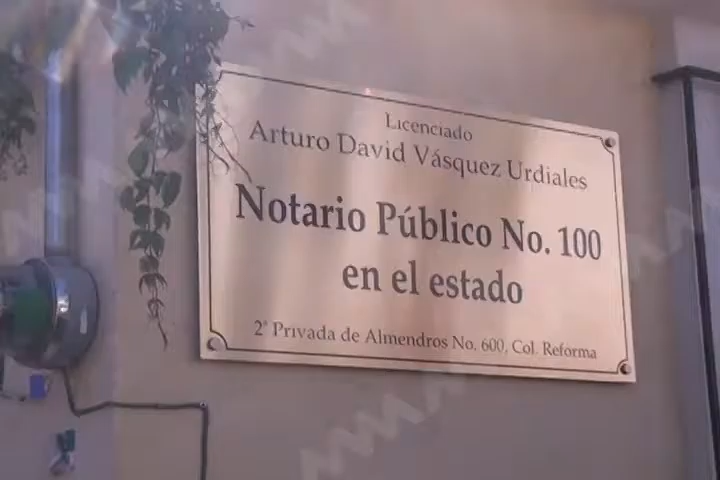 Licenciado
Arturo David Vásquez Urdiales
Notario Público No. 100
en el estado
2ª Privada de Almendros No. 600, Col. Reforma